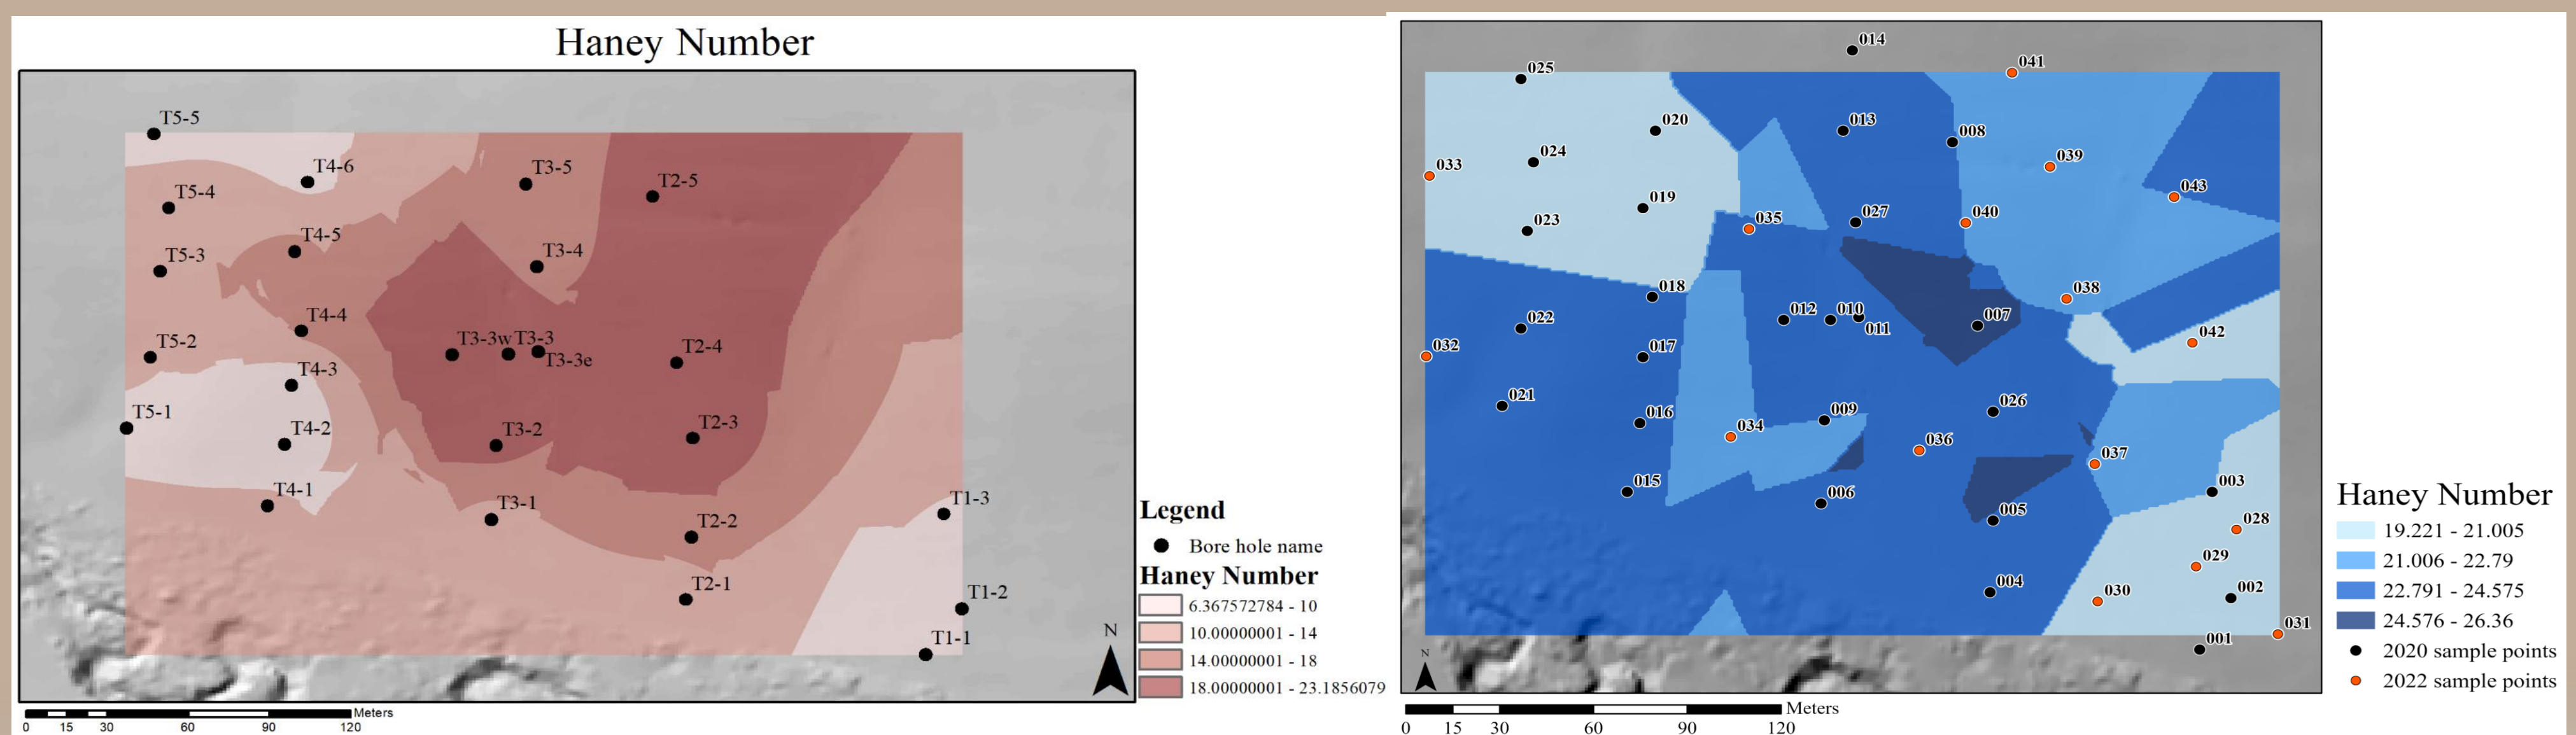 Haney Number
T5-5
T4-6
T3-5
T2-5
T5-4
T4-5
T3-4
T5-3
T4-4
T3-3w T3-3
T2-4
T5-2
T3-3e
T4-3
T5-1
T4-2
T3-2
T2-3
T4-1
T3-1
T1-3
T2-2
T2-1
T1-2
T1-1
N
Legend
Bore hole name
Haney Number
6.367572784 - 10
10.00000001 - 14
14.00000001 - 18
18.00000001 - 23.1856079
0 15 30 60 90 120 Meters
014
025
041
020
013
008
024
039
033
043
019
035
027
040
023
018
038
012
010
007
022
011
042
032
017
021
016
009
026
034
036
037
015
006
003
005
028
029
004
030
002
031
001
N
0 15 30 60 90 120 Meters
Haney Number
19.221 - 21.005
21.006 - 22.79
22.791 - 24.575
24.576 - 26.36
2020 sample points
2022 sample points